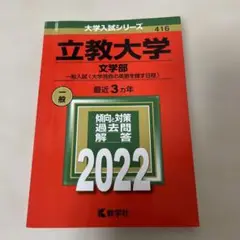 大学入試シリーズ
416
立教大学
文学部
一般入試〈大学独自の英語を課す日程〉
最近3ヵ年
一般
傾向と対策
過去問
解答
2022
教学社